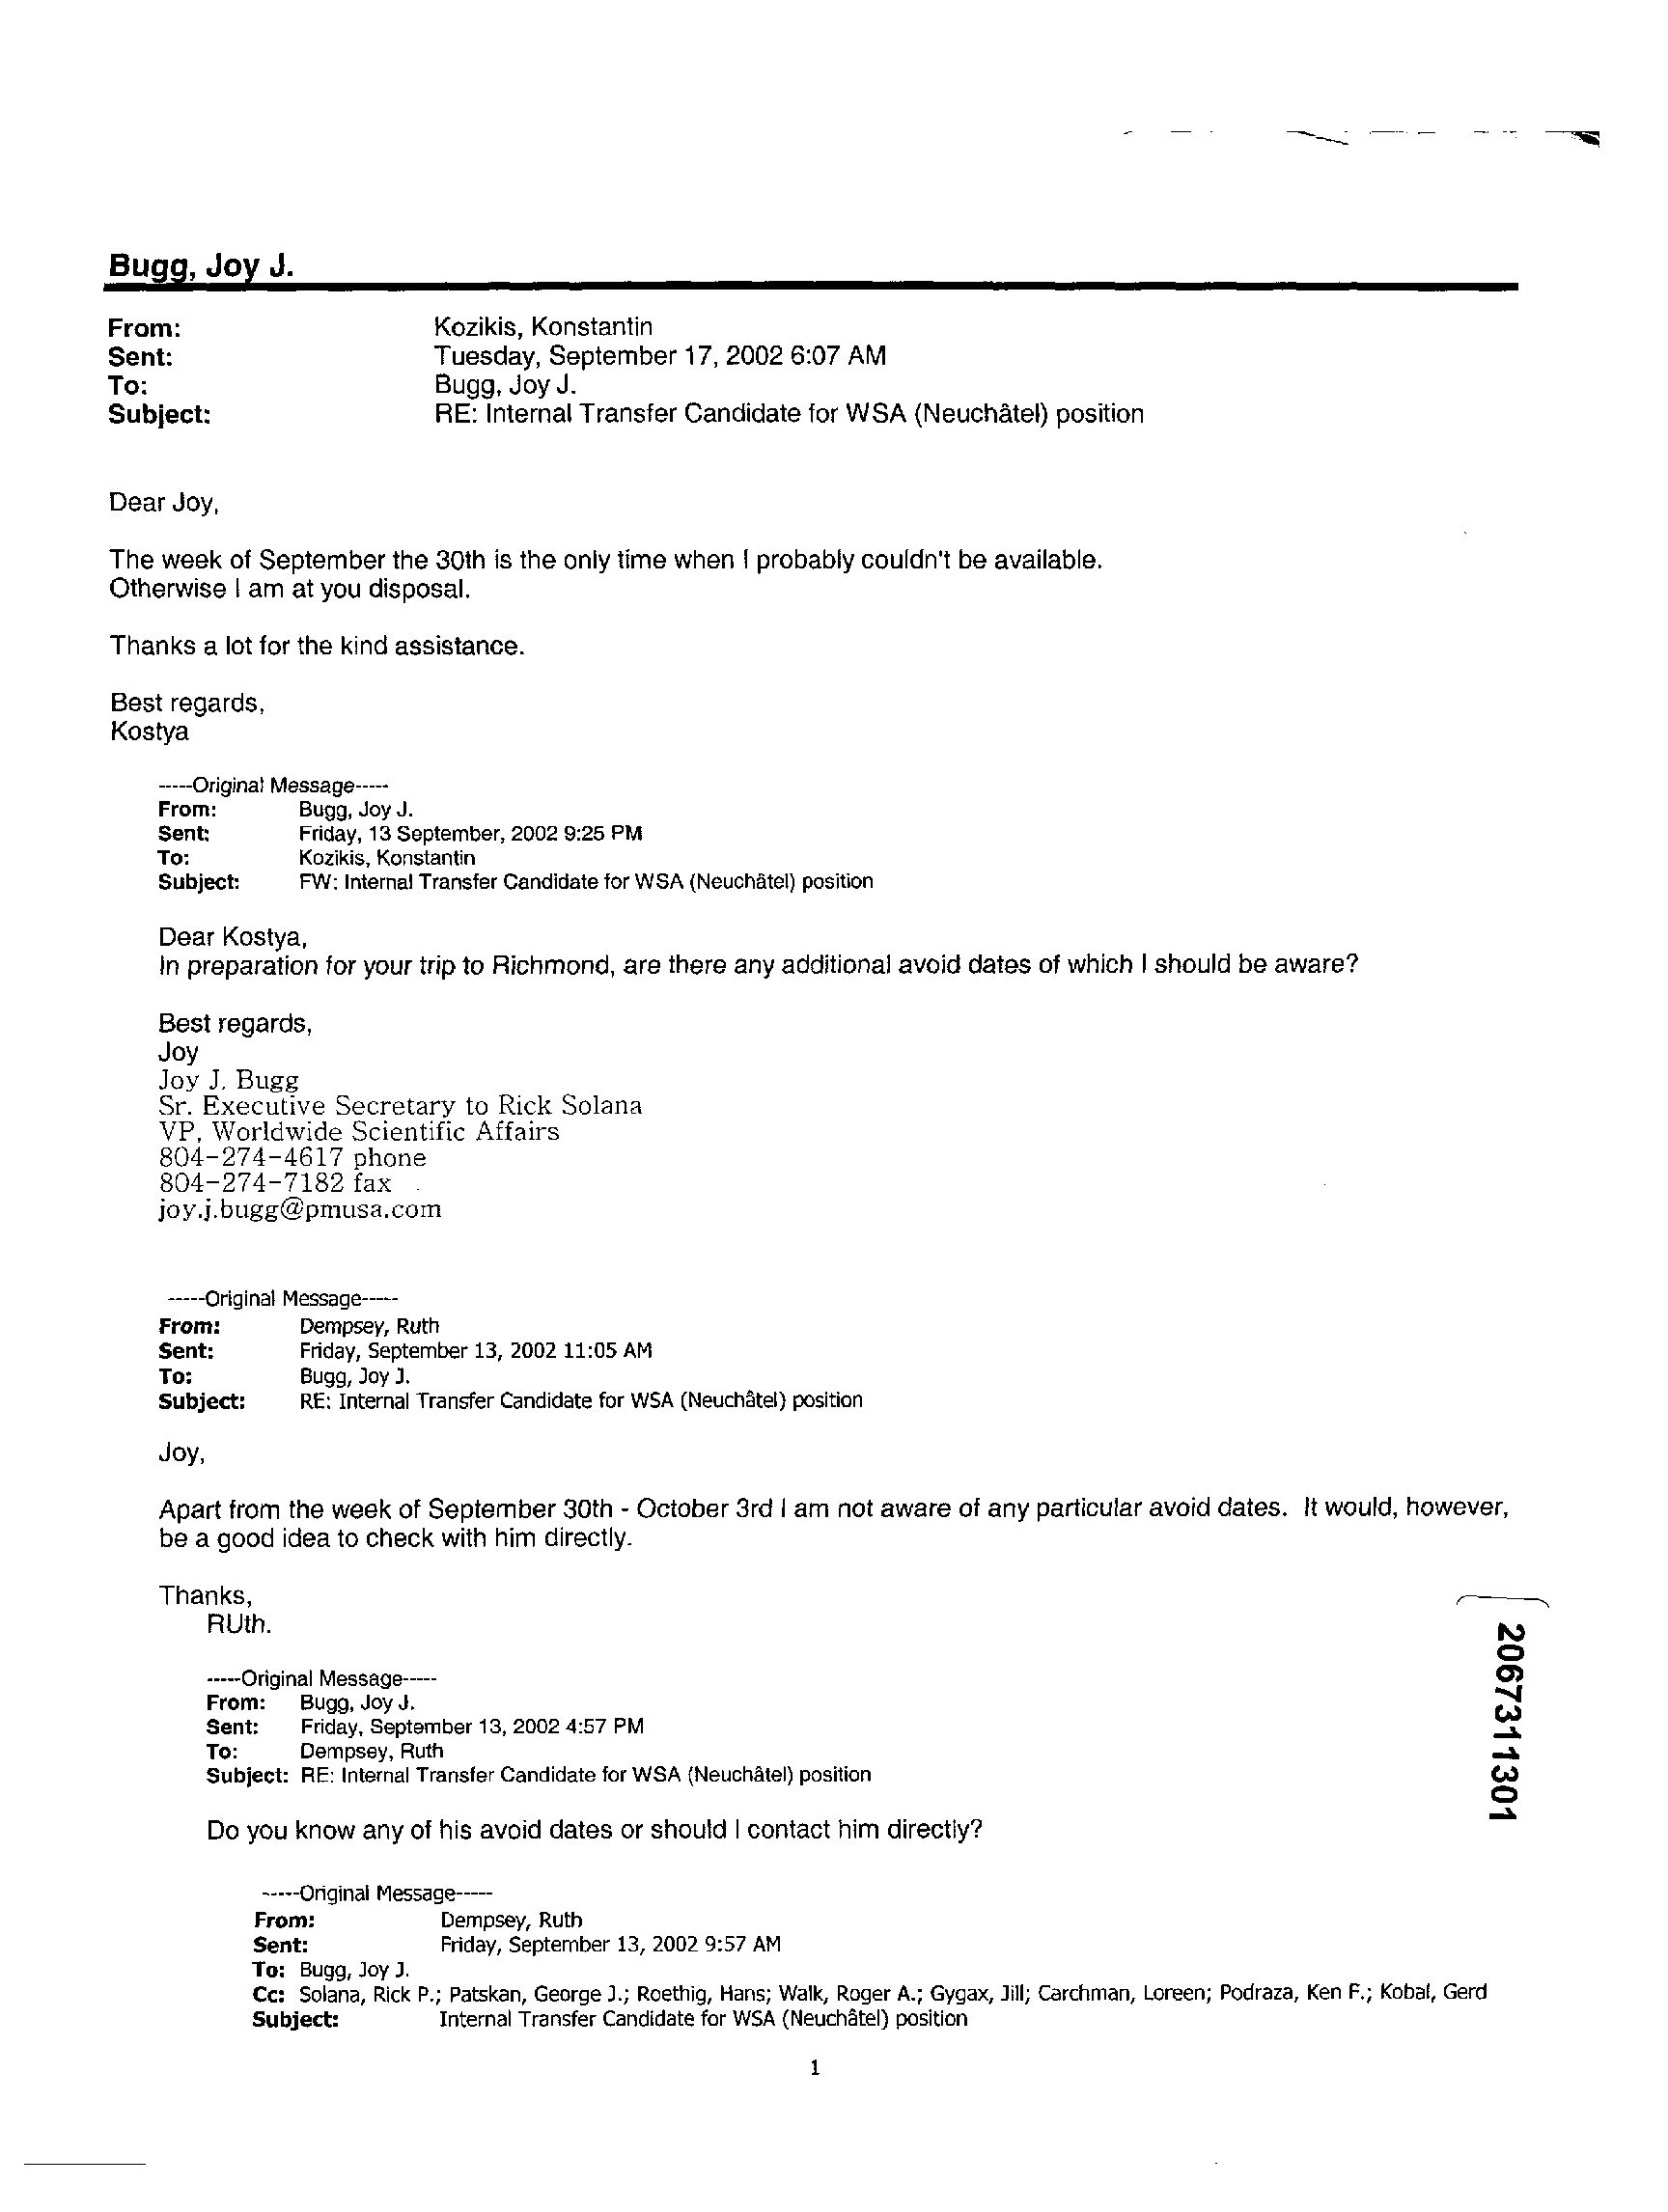 Bugg, Joy J.
From: Kozikis, Konstantin
Sent: Tuesday, September 17, 2002 6:07 AM
To: Bugg, Joy J.
Subject: RE: Internal Transfer Candidate for WSA (Neuchâtel) position
Dear Joy,
The week of September the 30th is the only time when I probably couldn't be available.
Otherwise I am at you disposal.
Thanks a lot for the kind assistance.
Best regards,
Kostya
-----Original Message-----
From: Bugg, Joy J.
Sent: Friday, 13 September, 2002 9:25 PM
To: Kozikis, Konstantin
Subject: FW: Internal Transfer Candidate for WSA (Neuchâtel) position
Dear Kostya,
In preparation for your trip to Richmond, are there any additional avoid dates of which I should be aware?
Best regards,
Joy
Joy J. Bugg
Sr. Executive Secretary to Rick Solana
VP, Worldwide Scientific Affairs
804-274-4617 phone
804-274-7182 fax
joy.j.bugg@pmusa.com
-----Original Message-----
From: Dempsey, Ruth
Sent: Friday, September 13, 2002 11:05 AM
To: Bugg, Joy J.
Subject: RE: Internal Transfer Candidate for WSA (Neuchâtel) position
Joy,
Apart from the week of September 30th - October 3rd I am not aware of any particular avoid dates. It would, however,
be a good idea to check with him directly.
Thanks,
RUth.
-----Original Message-----
From: Bugg, Joy J.
Sent: Friday, September 13, 2002 4:57 PM
To: Dempsey, Ruth
Subject: RE: Internal Transfer Candidate for WSA (Neuchâtel) position
Do you know any of his avoid dates or should I contact him directly?
-----Original Message-----
From: Dempsey, Ruth
Sent: Friday, September 13, 2002 9:57 AM
To: Bugg, Joy J.
Cc: Solana, Rick P.; Patskan, George J.; Roethig, Hans; Walk, Roger A.; Gygax, Jill; Carchman, Loreen; Podraza, Ken F.; Kobal, Gerd
Subject: Internal Transfer Candidate for WSA (Neuchâtel) position
1
2067311301